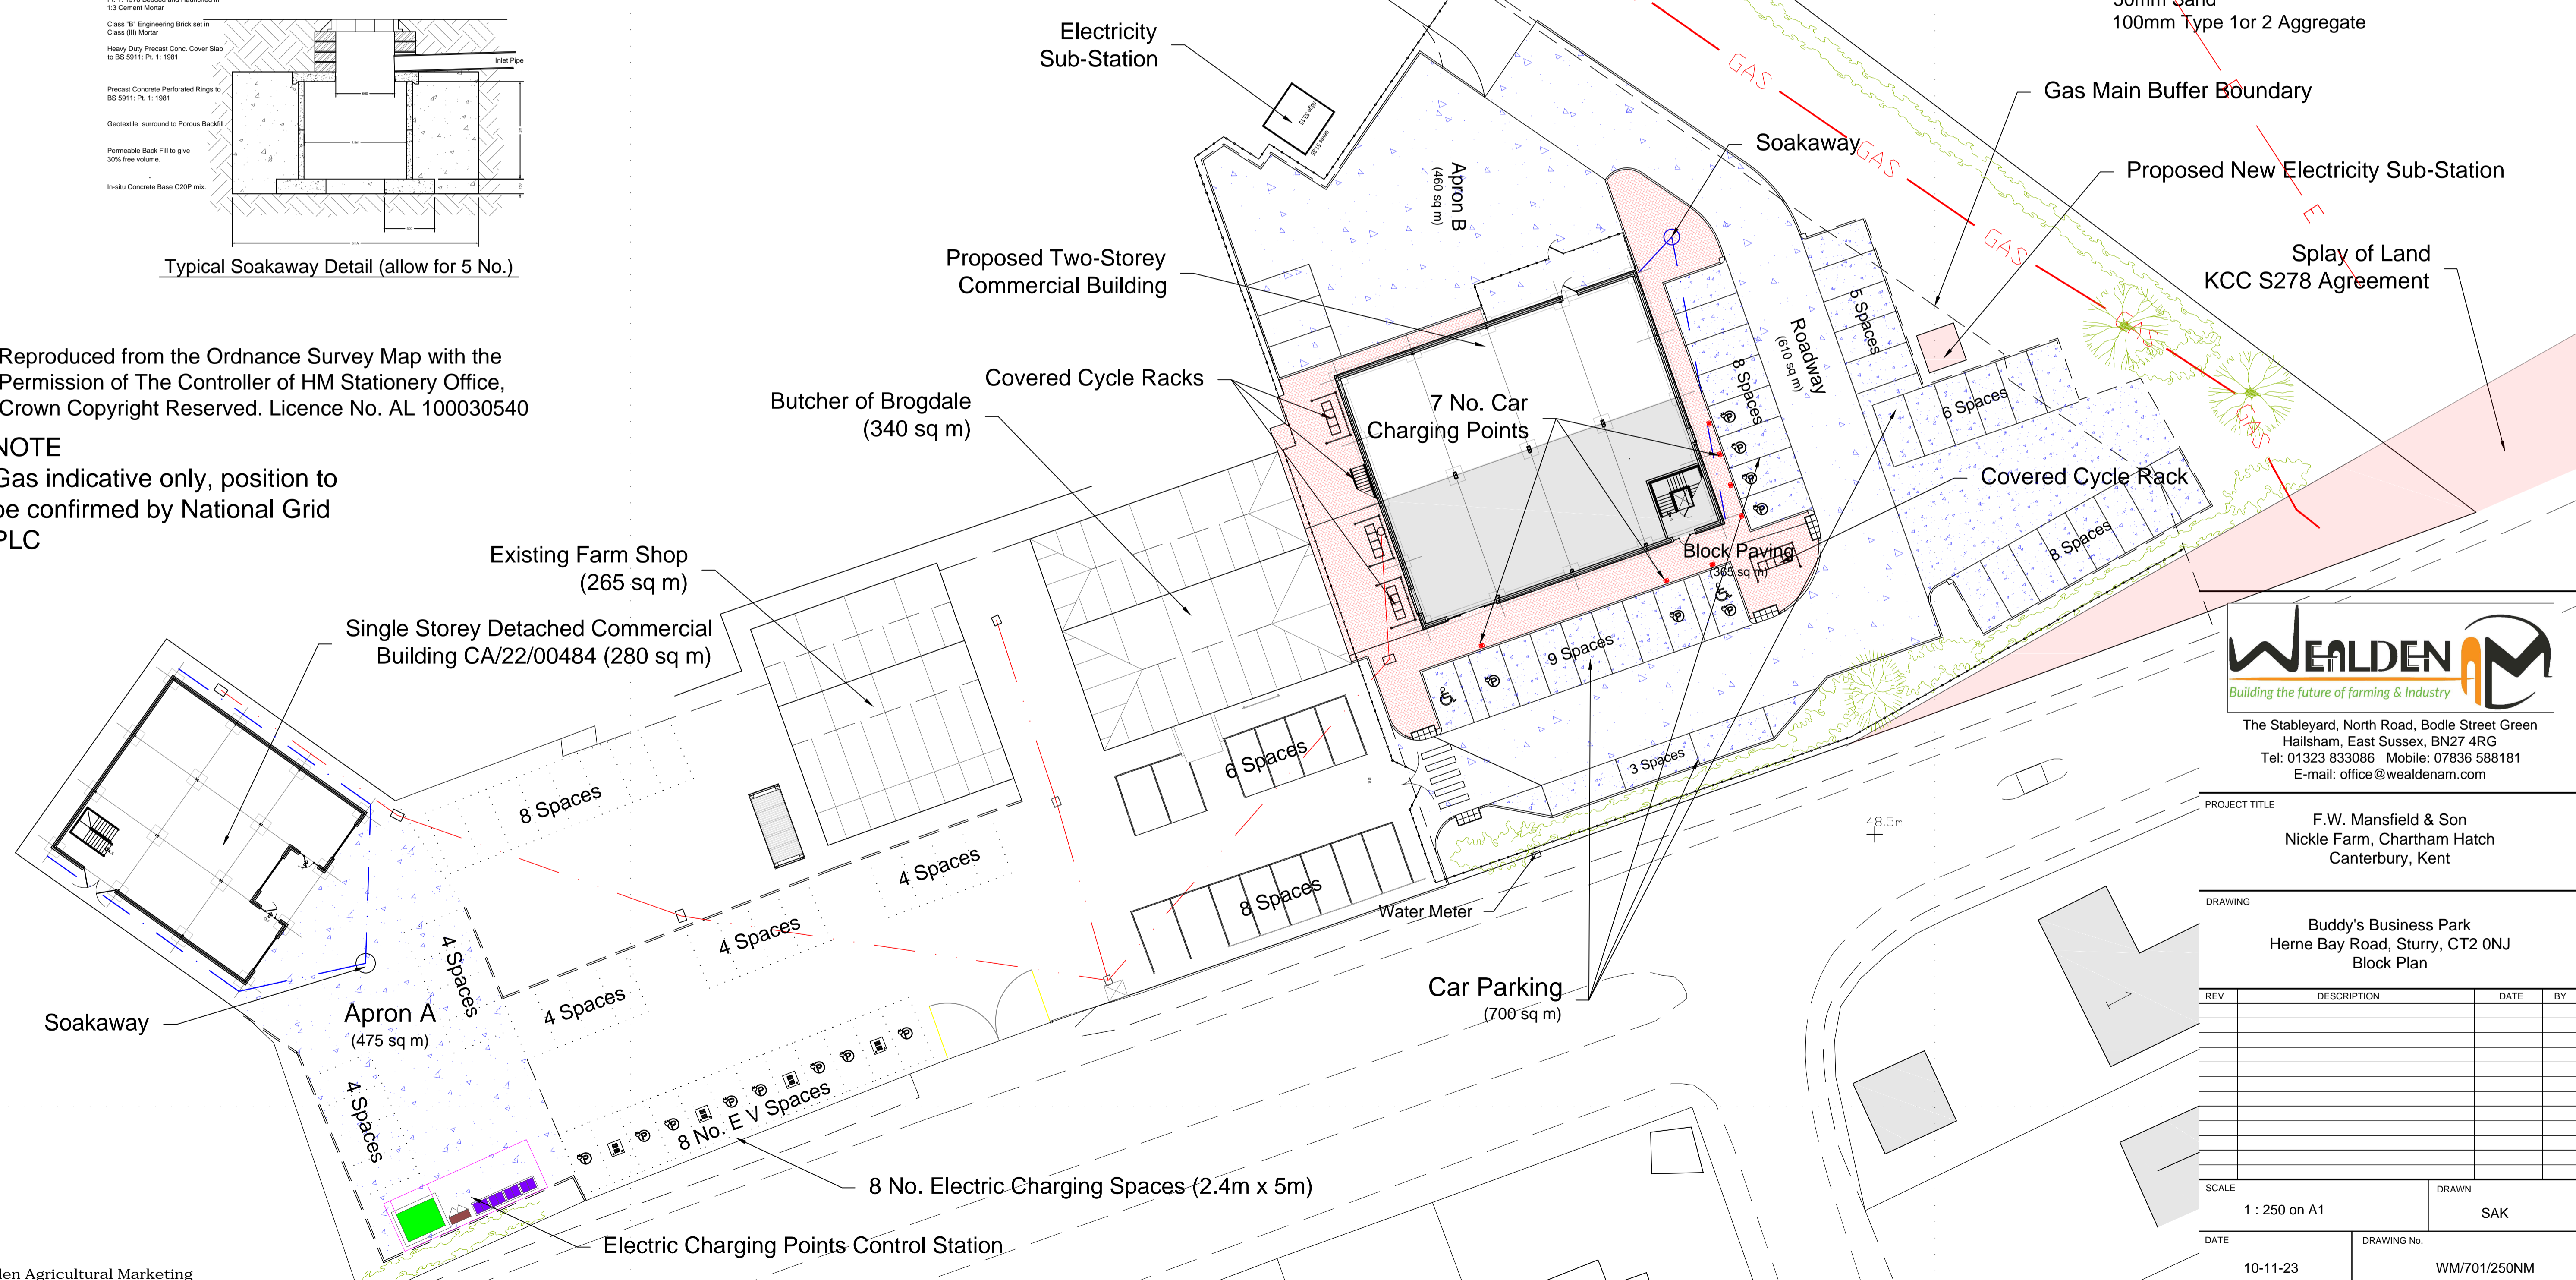 1:3 Cement Mortar
Class "B" Engineering Brick set in
Class (III) Mortar
Heavy Duty Precast Conc. Cover Slab
to BS 5911: Pt. 1: 1981
Inlet Pipe
Precast Concrete Perforated Rings to
BS 5911: Pt. 1: 1981
Geotextile surround to Porous Backfill
Permeable Back Fill to give
30% free volume.
In-situ Concrete Base C20P mix.
Typical Soakaway Detail (allow for 5 No.)
Reproduced from the Ordnance Survey Map with the
Permission of The Controller of HM Stationery Office,
Crown Copyright Reserved. Licence No. AL 100030540
NOTE
Gas indicative only, position to
be confirmed by National Grid
PLC
50mm Sand
100mm Type 1or 2 Aggregate
Electricity
Sub-Station
ridge 53.15
eaves 51.85
Gas Main Buffer Boundary
Soakaway
Proposed New Electricity Sub-Station
Splay of Land
KCC S278 Agreement
GAS
GAS
GAS
GAS
GAS
E
E
E
Apron B
(460 sq m)
Proposed Two-Storey
Commercial Building
Covered Cycle Racks
Butcher of Brogdale
(340 sq m)
7 No. Car
Charging Points
8 Spaces
Roadway
(610 sq m)
5 Spaces
6 Spaces
Covered Cycle Rack
8 Spaces
Block Paving
(365 sq m)
9 Spaces
3 Spaces
Existing Farm Shop
(265 sq m)
Single Storey Detached Commercial
Building CA/22/00484 (280 sq m)
8 Spaces
6 Spaces
4 Spaces
8 Spaces
4 Spaces
4 Spaces
4 Spaces
4 Spaces
Water Meter
48.5m
Car Parking
(700 sq m)
Soakaway
Apron A
(475 sq m)
8 No. E V Spaces
8 No. Electric Charging Spaces (2.4m x 5m)
Electric Charging Points Control Station
1
WEALDEN AM
Building the future of farming & Industry
The Stableyard, North Road, Bodle Street Green
Hailsham, East Sussex, BN27 4RG
Tel: 01323 833086 Mobile: 07836 588181
E-mail: office@wealdenam.com
PROJECT TITLE
F.W. Mansfield & Son
Nickle Farm, Chartham Hatch
Canterbury, Kent
DRAWING
Buddy's Business Park
Herne Bay Road, Sturry, CT2 0NJ
Block Plan
REV DESCRIPTION DATE BY
SCALE
1 : 250 on A1
DRAWN
SAK
DATE
10-11-23
DRAWING No.
WM/701/250NM
den Agricultural Marketing